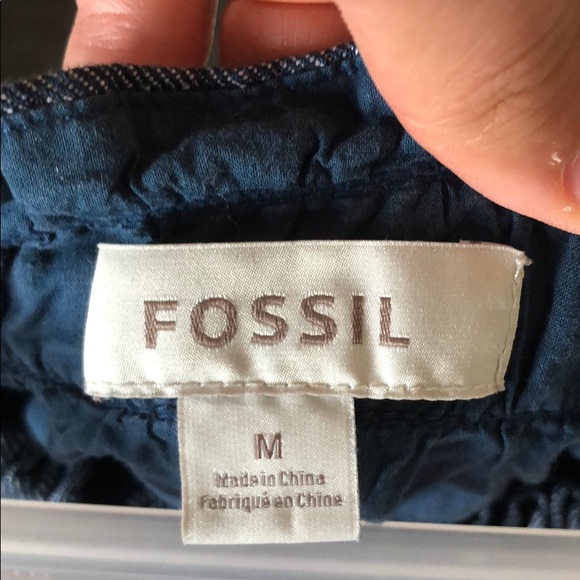 FOSSIL
M
Made in China
Fabriqué en Chine